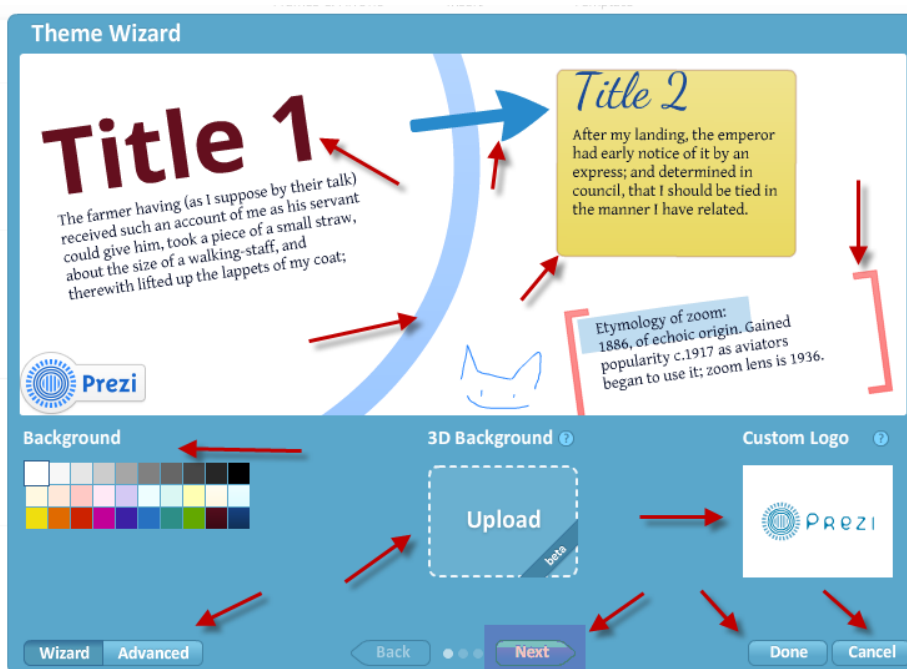 Theme Wizard
Title 1
The farmer having (as I suppose by their talk)
received such an account of me as his servant
could give him, took a piece of a small straw,
about the size of a walking-staff, and
therewith lifted up the lappets of my coat;
Title 2
After my landing, the emperor
had early notice of it by an
express; and determined in
council, that I should be tied in
the manner I have related.
Etymology of zoom:
1886, of echoic origin. Gained
popularity c.1917 as aviators
began to use it; zoom lens is 1936.
Prezi
Background
3D Background ?
Custom Logo ?
Upload
beta
PREZI
Wizard Advanced
Back
Next
Done
Cancel